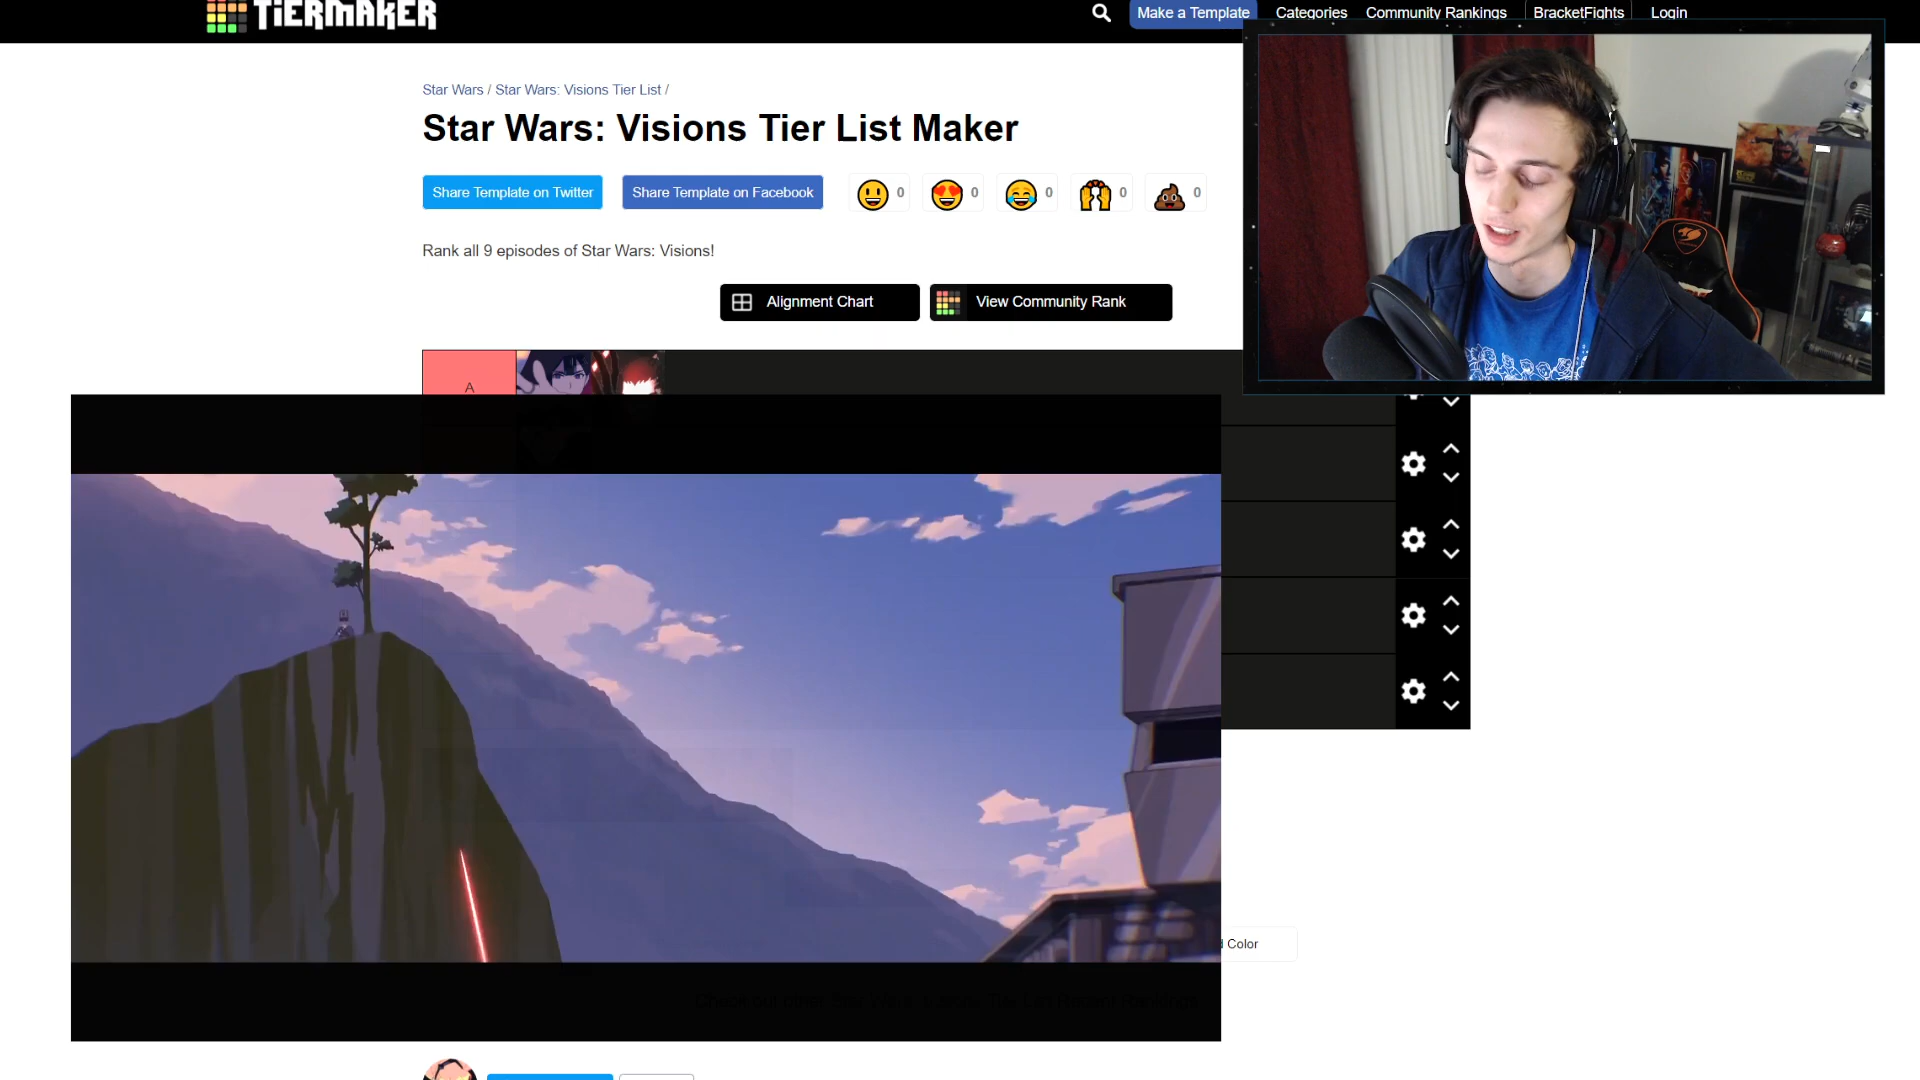 TiERMAKER
Make a Template
Categories
Community Rankings
BracketFights
Login
Star Wars / Star Wars: Visions Tier List /
Star Wars: Visions Tier List Maker
Share Template on Twitter
Share Template on Facebook
0
0
0
0
0
Rank all 9 episodes of Star Wars: Visions!
Alignment Chart
View Community Rank
A
d Color